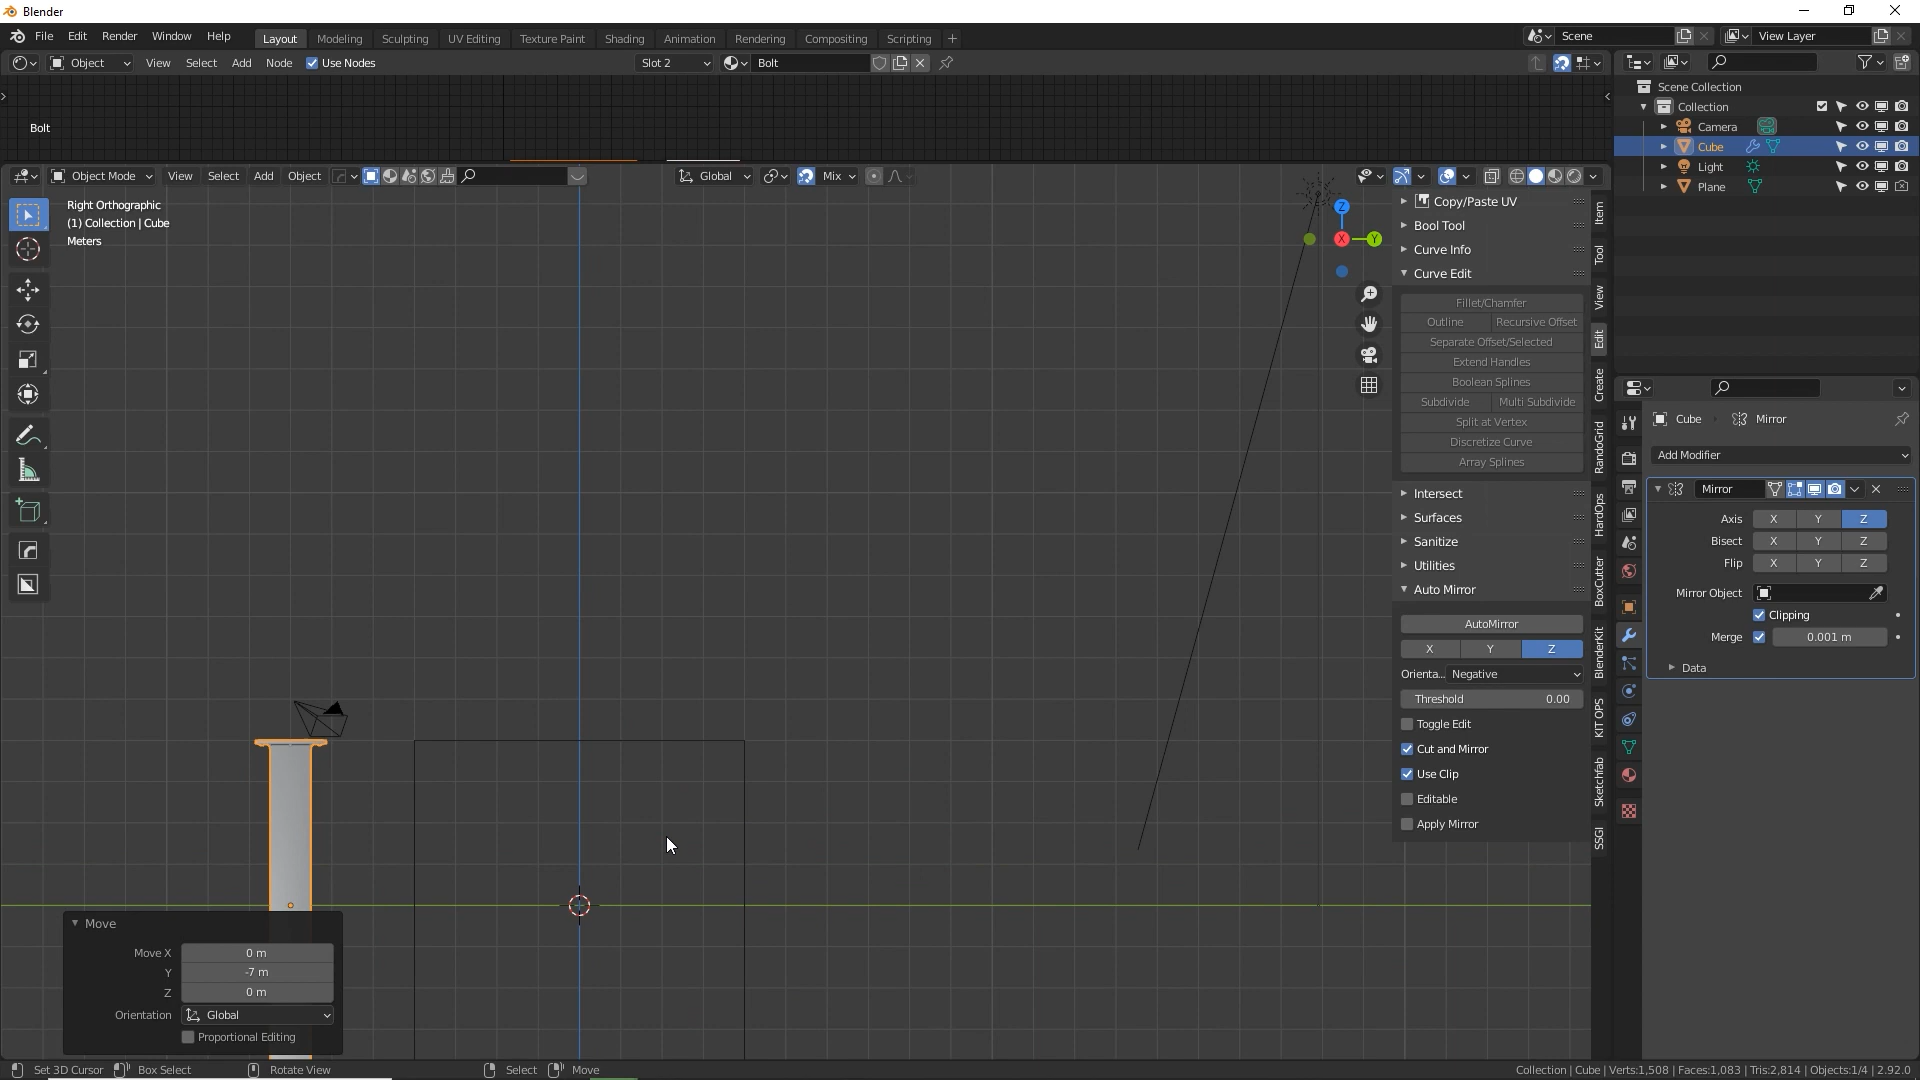 Blender
File Edit Render Window Help Layout Modeling Sculpting UV Editing Texture Paint Shading Animation Rendering Compositing Scripting + Scene View Layer
Object View Select Add Node Use Nodes Slot 2 Bolt
Bolt
Object Mode View Select Add Object Global Mix
Right Orthographic
(1) Collection | Cube
Meters
Z
X
Y
Copy/Paste UV
Bool Tool
Curve Info
Curve Edit
Fillet/Chamfer
Outline Recursive Offset
Separate Offset/Selected
Extend Handles
Boolean Splines
Subdivide Multi Subdivide
Split at Vertex
Discretize Curve
Array Splines
Intersect
Surfaces
Sanitize
Utilities
Auto Mirror
AutoMirror
X Y Z
Orienta... Negative
Threshold 0.00
Toggle Edit
Cut and Mirror
Use Clip
Editable
Apply Mirror
Item
Tool
View
Edit
Create
RandoGrid
HardOps
BoxCutter
BlenderKit
KIT OPS
Sketchfab
SSGI
Scene Collection
Collection
Camera
Cube
Light
Plane
Cube Mirror
Add Modifier
Mirror
Axis X Y Z
Bisect X Y Z
Flip X Y Z
Mirror Object
Clipping
Merge 0.001 m
Data
Move
Move X 0 m
Y -7 m
Z 0 m
Orientation Global
Proportional Editing
Set 3D Cursor Box Select Rotate View Select Move Collection | Cube | Verts:1,508 | Faces:1,083 | Tris:2,814 | Objects:1/4 | 2.92.0